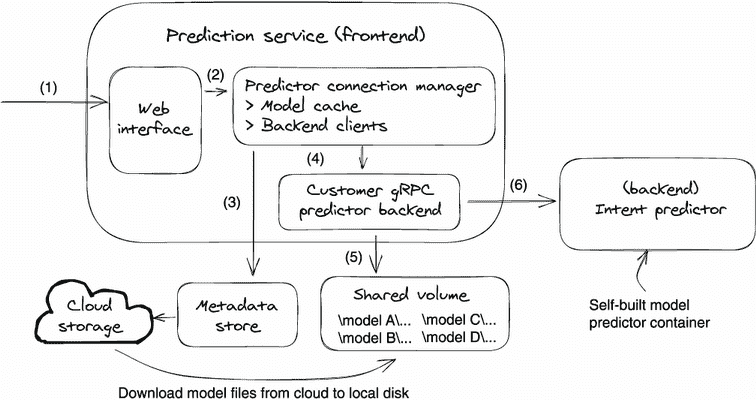 Prediction service (frontend)
(1)
Web
interface
(2)
Predictor connection manager
> Model cache
> Backend clients
(3)
(4)
Customer gRPC
predictor backend
(6)
(backend)
Intent predictor
(5)
Cloud
storage
Metadata
store
Shared volume
\model A\... \model C\...
\model B\... \model D\...
Self-built model
predictor container
Download model files from cloud to local disk